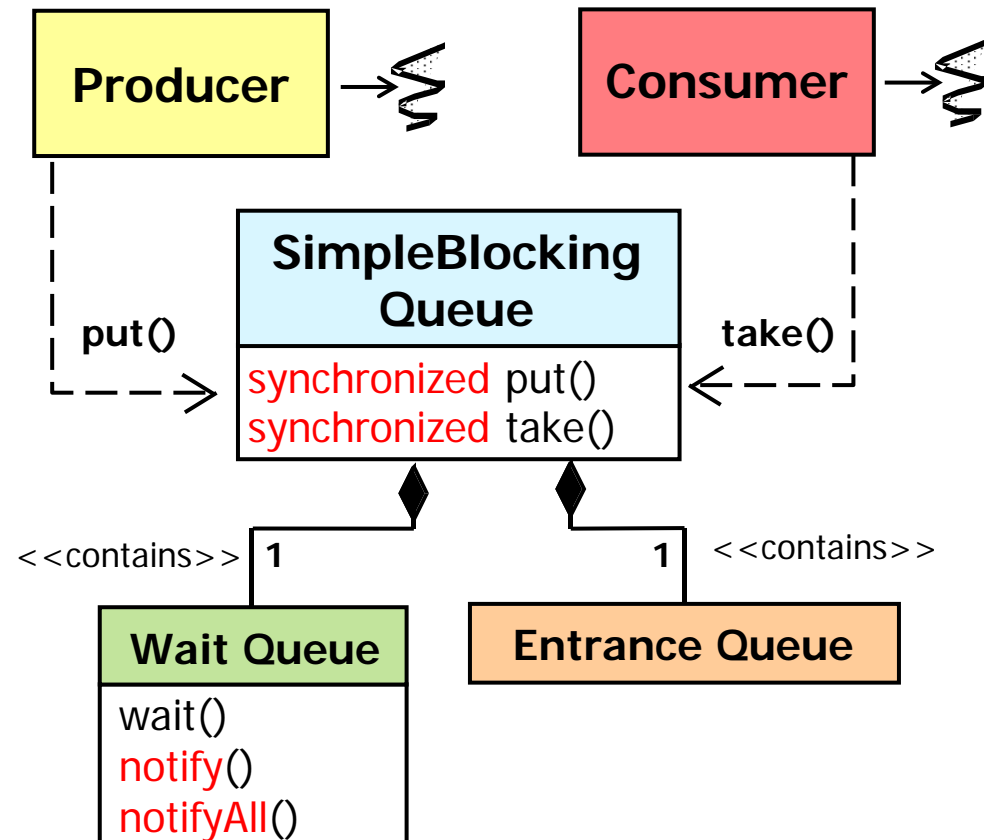 Producer
Consumer
SimpleBlocking
Queue
put()
take()
synchronized put()
synchronized take()
<<contains>>
1
1
<<contains>>
Wait Queue
Entrance Queue
wait()
notify()
notifyAll()